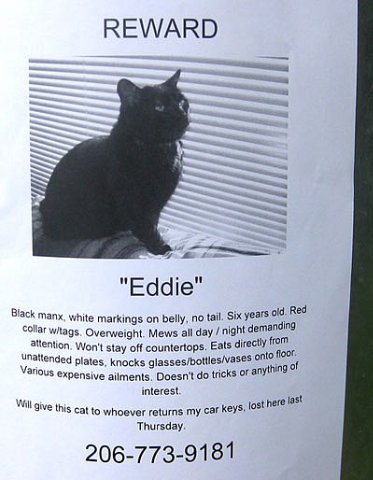 REWARD
"Eddie"
Black manx, white markings on belly, no tail. Six years old. Red
collar w/tags. Overweight. Mews all day / night demanding
attention. Won't stay off countertops. Eats directly from
unattended plates, knocks glasses/bottles/vases onto floor.
Various expensive ailments. Doesn't do tricks or anything of
interest.
Will give this cat to whoever returns my car keys, lost here last
Thursday.
206-773-9181